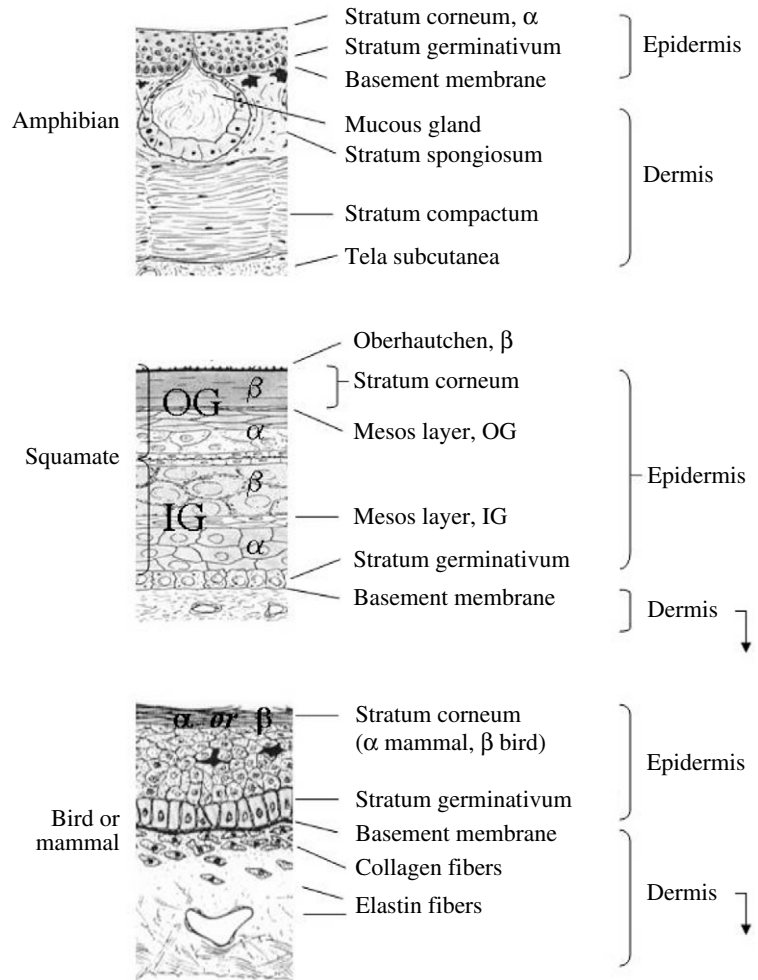 Stratum corneum, α
Stratum germinativum
Basement membrane
Epidermis
Amphibian
Mucous gland
Stratum spongiosum
Stratum compactum
Tela subcutanea
Dermis
Oberhautchen, β
Stratum corneum
Mesos layer, OG
Squamate
OG
β
α
IG
β
α
Mesos layer, IG
Stratum germinativum
Basement membrane
Epidermis
Dermis
α or β
Stratum corneum
(α mammal, β bird)
Epidermis
Stratum germinativum
Bird or
mammal
Basement membrane
Collagen fibers
Elastin fibers
Dermis